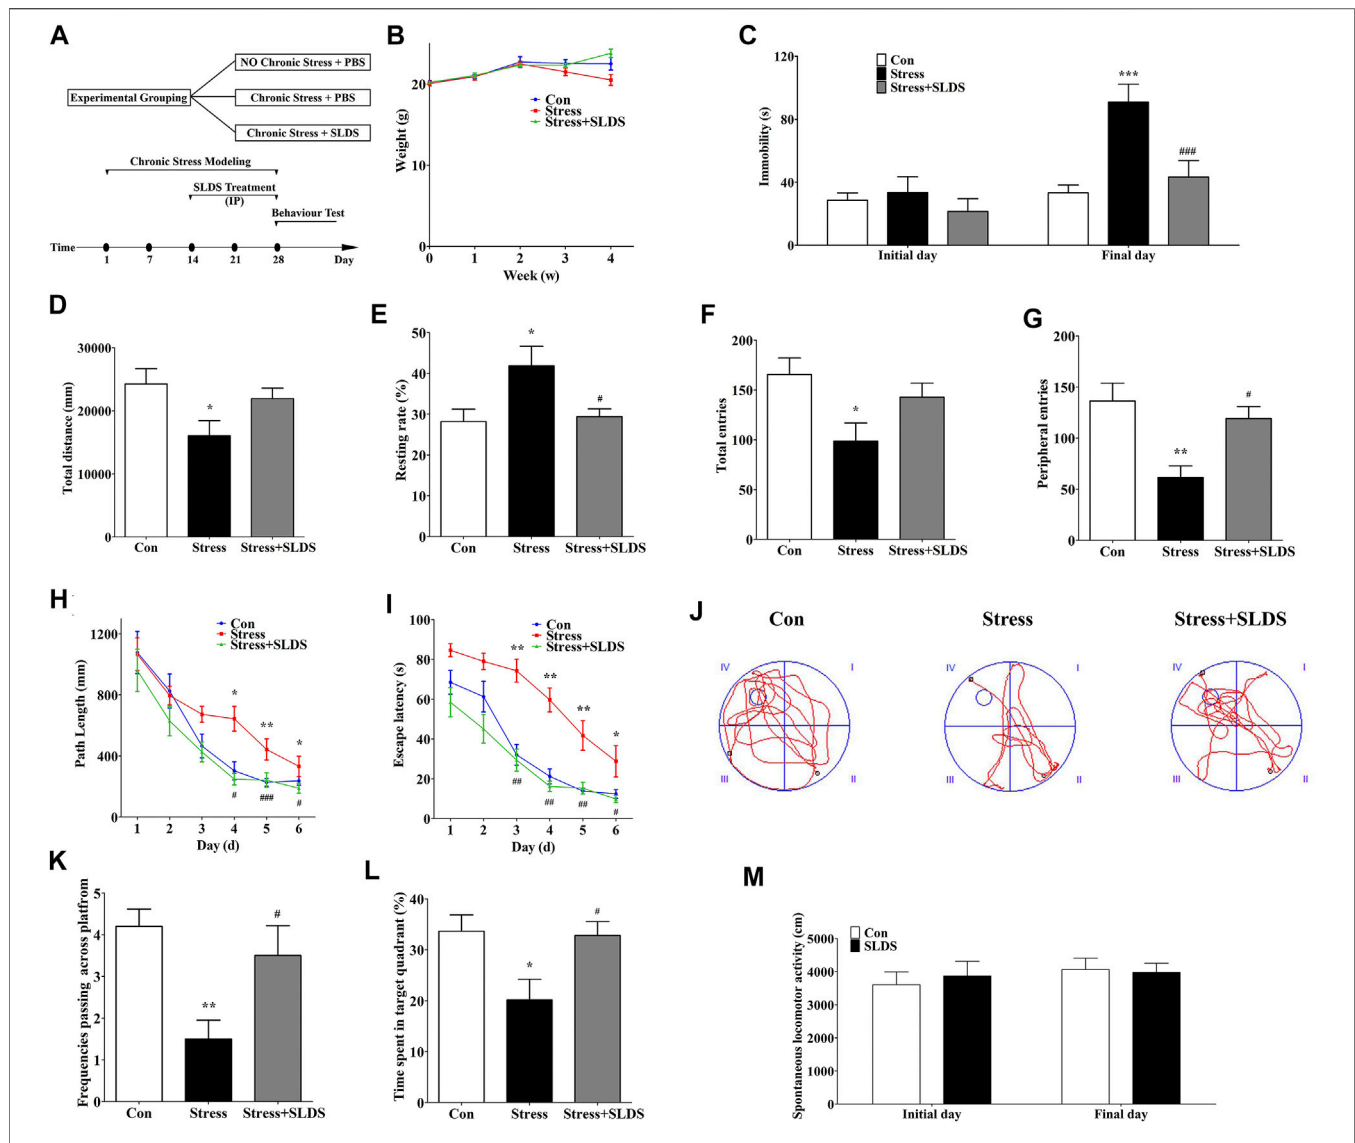 A
NO Chronic Stress + PBS
Experimental Grouping
Chronic Stress + PBS
Chronic Stress + SLDS
Chronic Stress Modeling
SLDS Treatment
(IP)
Behaviour Test
Time
1 7 14 21 28 Day
B
Weight (g)
20
10
0
Con
Stress
Stress+SLDS
0 1 2 3 4
Week (w)
C
Immobility (s)
120
80
40
0
Con
Stress
Stress+SLDS
***
###
Initial day Final day
D
Total distance (mm)
30000
20000
10000
0
*
Con Stress Stress+SLDS
E
Resting rate (%)
50
40
30
20
10
0
*
#
Con Stress Stress+SLDS
F
Total entries
200
150
100
50
0
*
Con Stress Stress+SLDS
G
Peripheral entries
200
150
100
50
0
**
#
Con Stress Stress+SLDS
H
Path Length (mm)
1200
800
400
0
Con
Stress
Stress+SLDS
* ** *
# ### #
1 2 3 4 5 6
Day (d)
I
Escape latency (s)
100
80
60
40
20
0
Con
Stress
Stress+SLDS
** ** ** *
## ## ## #
1 2 3 4 5 6
Day (d)
J
Con Stress Stress+SLDS
IV I IV I IV I
III II III II III II
K
Frequencies passing across platfrom
5
4
3
2
1
0
**
#
Con Stress Stress+SLDS
L
Time spent in target quadrant (%)
40
30
20
10
0
*
#
Con Stress Stress+SLDS
M
Spontaneous locomotor activity (cm)
5000
4000
3000
2000
1000
0
Con
SLDS
Initial day Final day